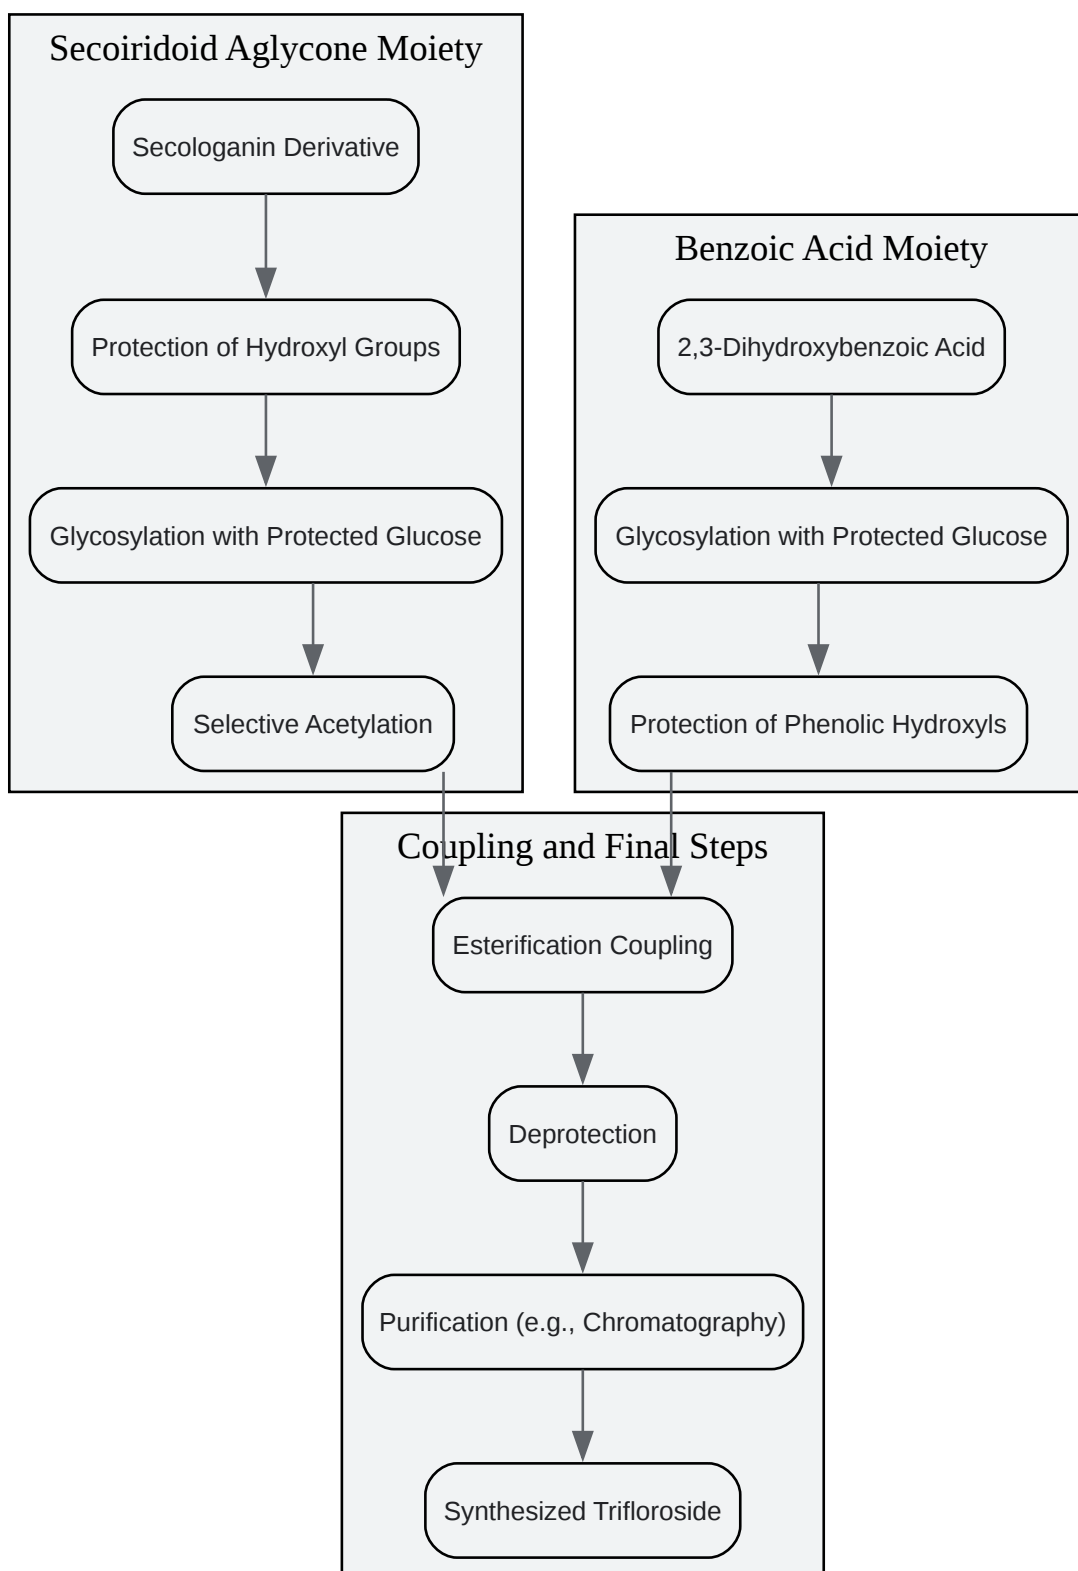 Secoiridoid Aglycone Moiety
Secologanin Derivative
Protection of Hydroxyl Groups
Glycosylation with Protected Glucose
Selective Acetylation
Benzoic Acid Moiety
2,3-Dihydroxybenzoic Acid
Glycosylation with Protected Glucose
Protection of Phenolic Hydroxyls
Coupling and Final Steps
Esterification Coupling
Deprotection
Purification (e.g., Chromatography)
Synthesized Trifloroside